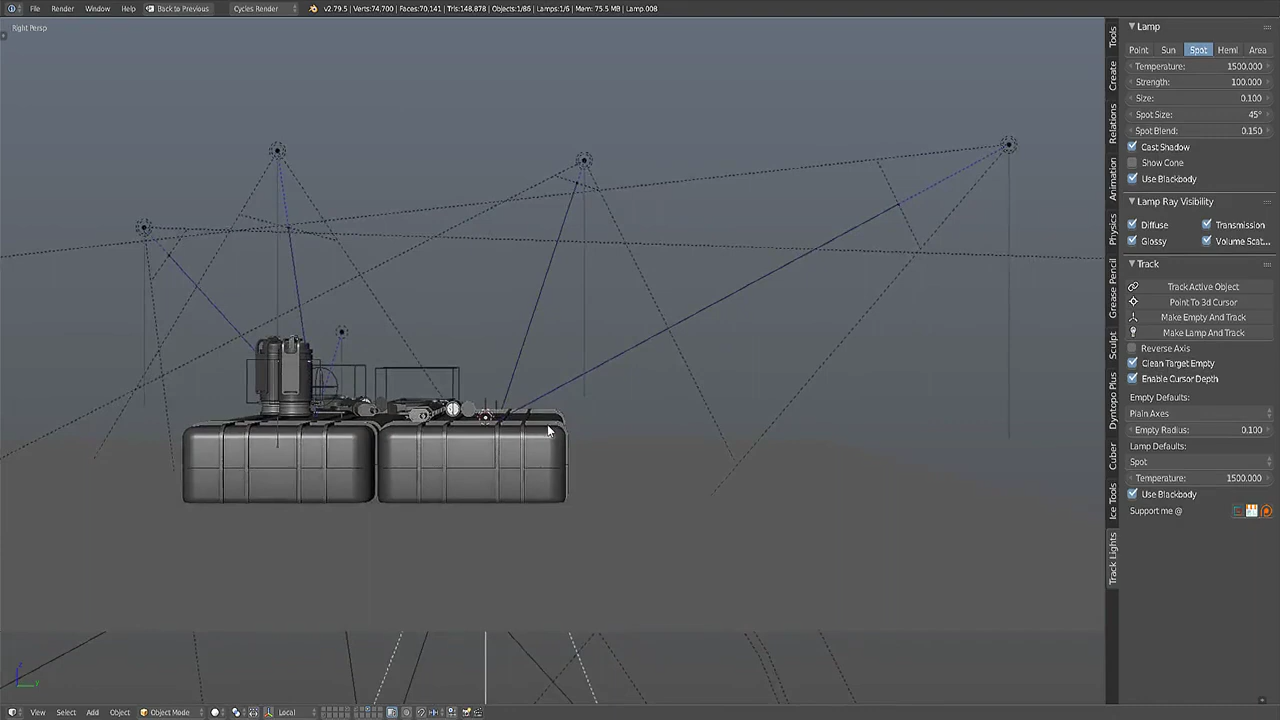 File Render Window Help Back to Previous Cycles Render v2.79.5 | Verts:74,700 | Faces:70,141 | Tris:148,878 | Objects:1/86 | Lamps:1/6 | Mem: 75.5 MB | Lamp.008
Right Persp
Lamp
Point Sun Spot Hemi Area
Temperature: 1500.000
Strength: 100.000
Size: 0.100
Spot Size: 45°
Spot Blend: 0.150
Cast Shadow
Show Cone
Use Blackbody
Lamp Ray Visibility
Diffuse Transmission
Glossy Volume Scat...
Track
Track Active Object
Point To 3d Cursor
Make Empty And Track
Make Lamp And Track
Reverse Axis
Clean Target Empty
Enable Cursor Depth
Empty Defaults:
Plain Axes
Empty Radius: 0.100
Lamp Defaults:
Spot
Temperature: 1500.000
Use Blackbody
Support me @
Tools
Create
Relations
Animation
Physics
Grease Pencil
Sculpt
Dyntopo Plus
Cuber
Ice Tools
Track Lights
z
y
View Select Add Object Object Mode Local